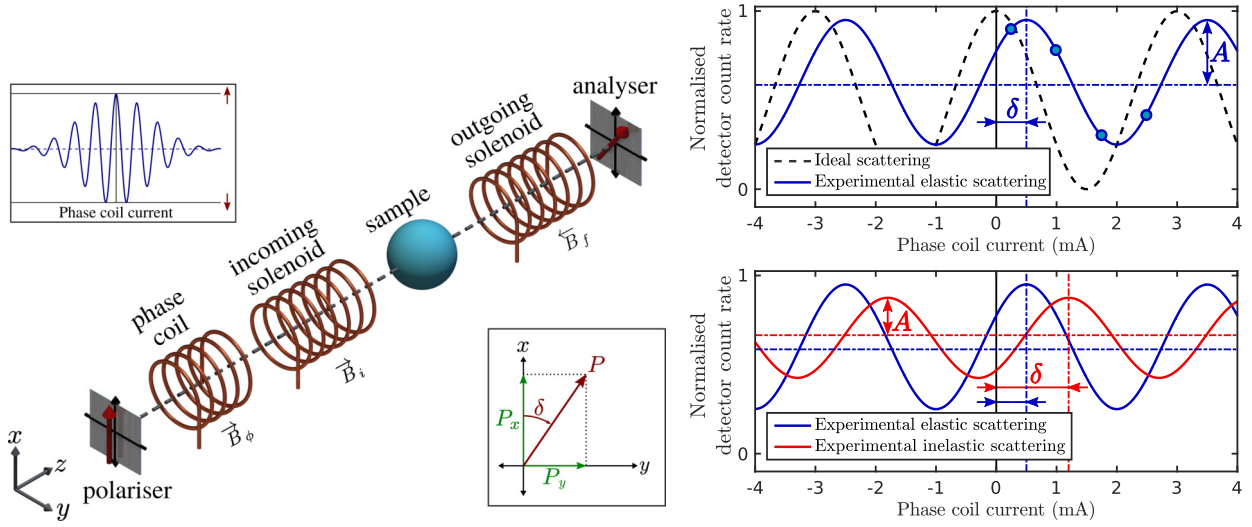 Phase coil current
polariser
phase
coil
B⃗ϕ
incoming
solenoid
B⃗i
sample
outgoing
solenoid
B⃖f
analyser
x
z
y
x
P
δ
Px
Py
y
Normalised
detector count rate
1
0
A
δ
Ideal scattering
Experimental elastic scattering
-4 -3 -2 -1 0 1 2 3 4
Phase coil current (mA)
Normalised
detector count rate
1
0
A
δ
Experimental elastic scattering
Experimental inelastic scattering
-4 -3 -2 -1 0 1 2 3 4
Phase coil current (mA)